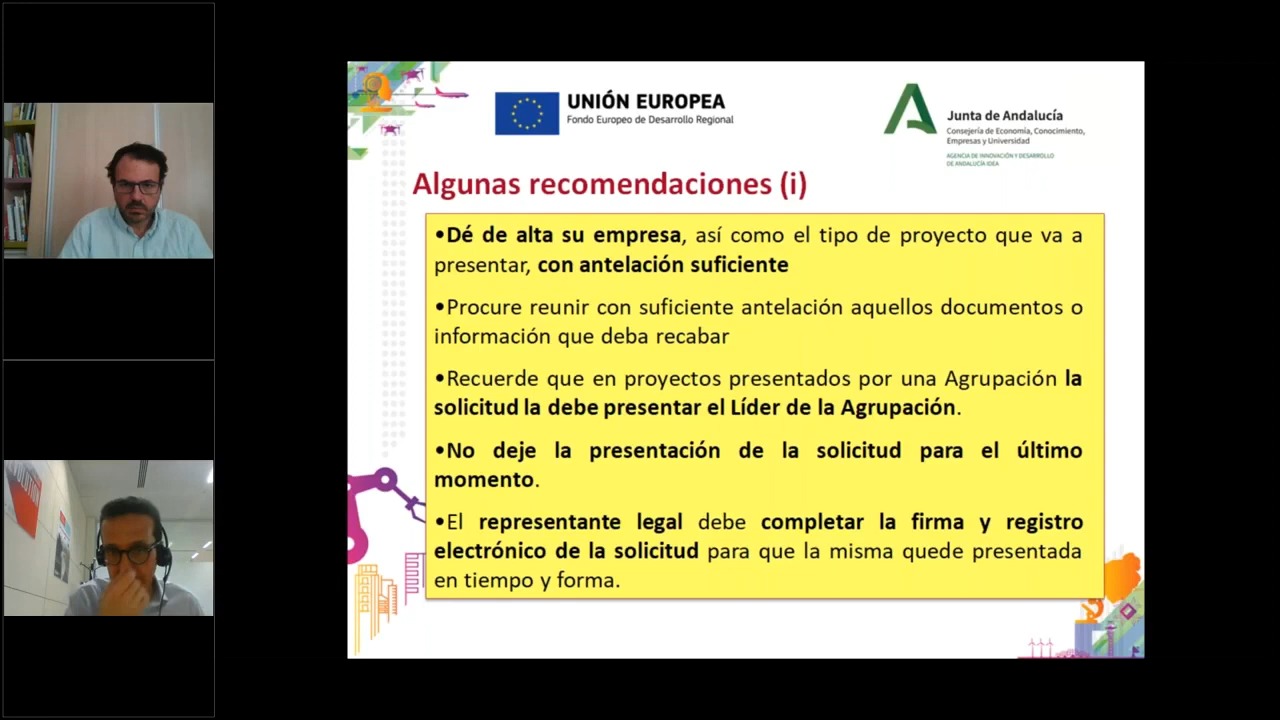 UNIÓN EUROPEA
Fondo Europeo de Desarrollo Regional
Junta de Andalucía
Consejería de Economía, Conocimiento,
Empresas y Universidad
AGENCIA DE INNOVACIÓN Y DESARROLLO
DE ANDALUCÍA IDEA
Algunas recomendaciones (i)
•Dé de alta su empresa, así como el tipo de proyecto que va a
presentar, con antelación suficiente
•Procure reunir con suficiente antelación aquellos documentos o
información que deba recabar
•Recuerde que en proyectos presentados por una Agrupación la
solicitud la debe presentar el Líder de la Agrupación.
•No deje la presentación de la solicitud para el último
momento.
•El representante legal debe completar la firma y registro
electrónico de la solicitud para que la misma quede presentada
en tiempo y forma.